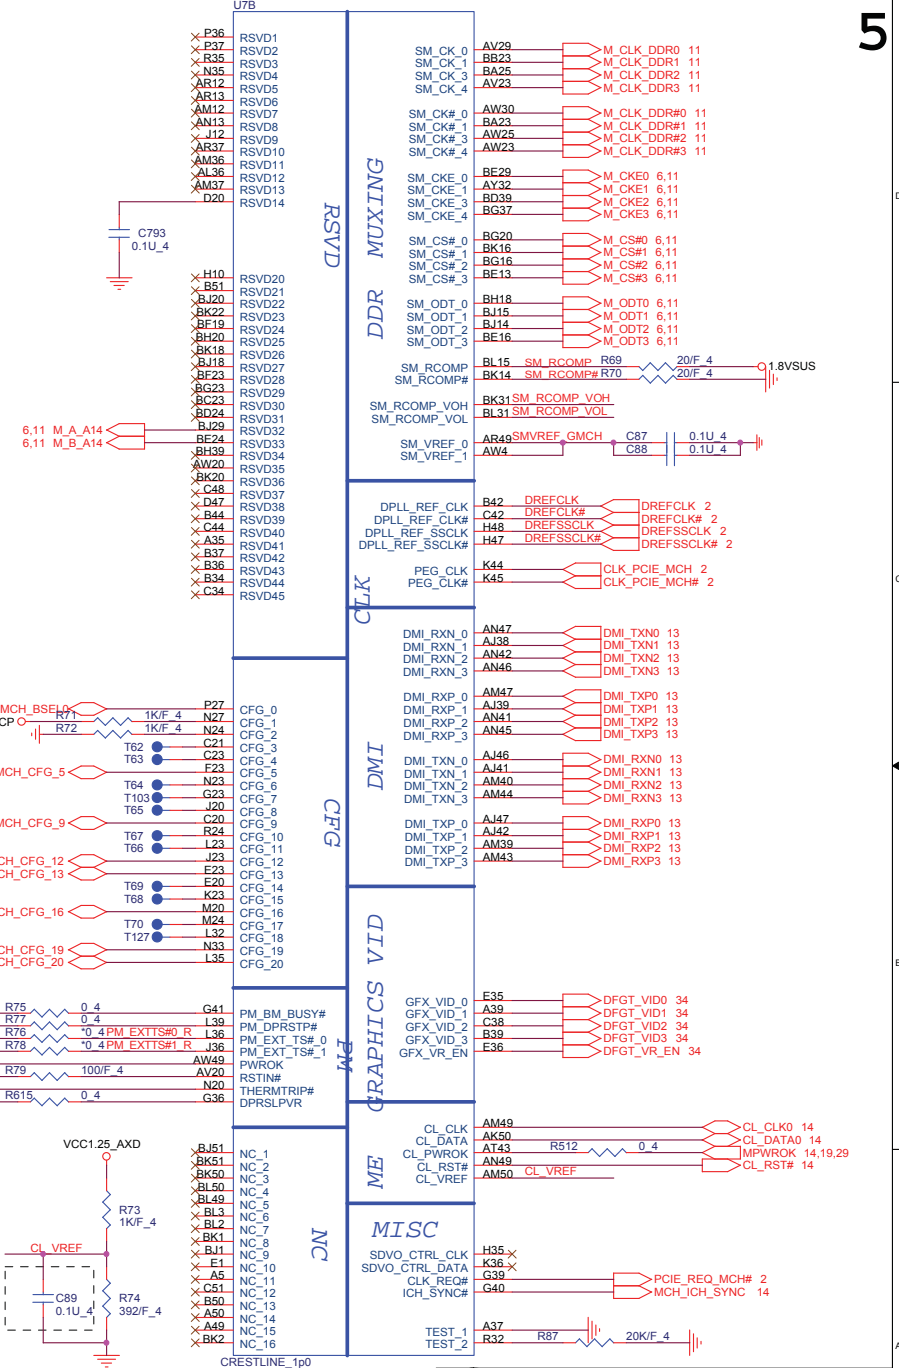 U7B
5
P36 RSVD1
P37 RSVD2
R35 RSVD3
N35 RSVD4
AR12 RSVD5
AR13 RSVD6
AM12 RSVD7
AN13 RSVD8
J12 RSVD9
AR37 RSVD10
AM36 RSVD11
AL36 RSVD12
AM37 RSVD13
D20 RSVD14
C793
0.1U_4
H10 RSVD20
B51 RSVD21
BJ20 RSVD22
BK22 RSVD23
BF19 RSVD24
BH20 RSVD25
BK18 RSVD26
BJ18 RSVD27
BF23 RSVD28
BG23 RSVD29
BC23 RSVD30
BD24 RSVD31
6,11 M_A_A14 BJ29 RSVD32
6,11 M_B_A14 BE24 RSVD33
BH39 RSVD34
AW20 RSVD35
BK20 RSVD36
C48 RSVD37
D47 RSVD38
B44 RSVD39
C44 RSVD40
A35 RSVD41
B37 RSVD42
B36 RSVD43
B34 RSVD44
C34 RSVD45
RSVD
MCH_BSEL0 P27 CFG_0
CP R71 1K/F_4 N27 CFG_1
R72 1K/F_4 N24 CFG_2
T62 C21 CFG_3
T63 C23 CFG_4
MCH_CFG_5 F23 CFG_5
T64 N23 CFG_6
T103 G23 CFG_7
T65 J20 CFG_8
MCH_CFG_9 C20 CFG_9
T67 R24 CFG_10
T66 L23 CFG_11
CH_CFG_12 J23 CFG_12
CH_CFG_13 E23 CFG_13
T69 E20 CFG_14
T68 K23 CFG_15
CH_CFG_16 M20 CFG_16
T70 M24 CFG_17
T127 L32 CFG_18
CH_CFG_19 N33 CFG_19
CH_CFG_20 L35 CFG_20
CFG
R75 0_4 G41 PM_BM_BUSY#
R77 0_4 L39 PM_DPRSTP#
R76 *0_4 PM_EXTTS#0_R L36 PM_EXT_TS#_0
R78 *0_4 PM_EXTTS#1_R J36 PM_EXT_TS#_1
AW49 PWROK
R79 100/F_4 AV20 RSTIN#
N20 THERMTRIP#
R615 0_4 G36 DPRSLPVR
PM
VCC1.25_AXD
R73
1K/F_4
CL_VREF
C89
0.1U_4
R74
392/F_4
BJ51 NC_1
BK51 NC_2
BK50 NC_3
BL50 NC_4
BL49 NC_5
BL3 NC_6
BL2 NC_7
BK1 NC_8
BJ1 NC_9
E1 NC_10
A5 NC_11
C51 NC_12
B50 NC_13
A50 NC_14
A49 NC_15
BK2 NC_16
NC
CRESTLINE_1p0
DDR MUXING
SM_CK_0 AV29 M_CLK_DDR0 11
SM_CK_1 BB23 M_CLK_DDR1 11
SM_CK_3 BA25 M_CLK_DDR2 11
SM_CK_4 AV23 M_CLK_DDR3 11
SM_CK#_0 AW30 M_CLK_DDR#0 11
SM_CK#_1 BA23 M_CLK_DDR#1 11
SM_CK#_3 AW25 M_CLK_DDR#2 11
SM_CK#_4 AW23 M_CLK_DDR#3 11
SM_CKE_0 BE29 M_CKE0 6,11
SM_CKE_1 AY32 M_CKE1 6,11
SM_CKE_3 BD39 M_CKE2 6,11
SM_CKE_4 BG37 M_CKE3 6,11
SM_CS#_0 BG20 M_CS#0 6,11
SM_CS#_1 BK16 M_CS#1 6,11
SM_CS#_2 BG16 M_CS#2 6,11
SM_CS#_3 BE13 M_CS#3 6,11
SM_ODT_0 BH18 M_ODT0 6,11
SM_ODT_1 BJ15 M_ODT1 6,11
SM_ODT_2 BJ14 M_ODT2 6,11
SM_ODT_3 BE16 M_ODT3 6,11
SM_RCOMP BL15 SM_RCOMP R69 20/F_4 1.8VSUS
SM_RCOMP# BK14 SM_RCOMP# R70 20/F_4
SM_RCOMP_VOH BK31 SM_RCOMP_VOH
SM_RCOMP_VOL BL31 SM_RCOMP_VOL
SM_VREF_0 AR49 SMVREF_GMCH C87 0.1U_4
SM_VREF_1 AW4 C88 0.1U_4
CLK
DPLL_REF_CLK B42 DREFCLK DREFCLK 2
DPLL_REF_CLK# C42 DREFCLK# DREFCLK# 2
DPLL_REF_SSCLK H48 DREFSSCLK DREFSSCLK 2
DPLL_REF_SSCLK# H47 DREFSSCLK# DREFSSCLK# 2
PEG_CLK K44 CLK_PCIE_MCH 2
PEG_CLK# K45 CLK_PCIE_MCH# 2
DMI
DMI_RXN_0 AN47 DMI_TXN0 13
DMI_RXN_1 AJ38 DMI_TXN1 13
DMI_RXN_2 AN42 DMI_TXN2 13
DMI_RXN_3 AN46 DMI_TXN3 13
DMI_RXP_0 AM47 DMI_TXP0 13
DMI_RXP_1 AJ39 DMI_TXP1 13
DMI_RXP_2 AN41 DMI_TXP2 13
DMI_RXP_3 AN45 DMI_TXP3 13
DMI_TXN_0 AJ46 DMI_RXN0 13
DMI_TXN_1 AJ41 DMI_RXN1 13
DMI_TXN_2 AM40 DMI_RXN2 13
DMI_TXN_3 AM44 DMI_RXN3 13
DMI_TXP_0 AJ47 DMI_RXP0 13
DMI_TXP_1 AJ42 DMI_RXP1 13
DMI_TXP_2 AM39 DMI_RXP2 13
DMI_TXP_3 AM43 DMI_RXP3 13
GRAPHICS VID
GFX_VID_0 E35 DFGT_VID0 34
GFX_VID_1 A39 DFGT_VID1 34
GFX_VID_2 C38 DFGT_VID2 34
GFX_VID_3 B39 DFGT_VID3 34
GFX_VR_EN E36 DFGT_VR_EN 34
ME
CL_CLK AM49 CL_CLK0 14
CL_DATA AK50 CL_DATA0 14
CL_PWROK AT43 R512 0_4 MPWROK 14,19,29
CL_RST# AN49 CL_RST# 14
CL_VREF AM50 CL_VREF
MISC
SDVO_CTRL_CLK H35
SDVO_CTRL_DATA K36
CLK_REQ# G39 PCIE_REQ_MCH# 2
ICH_SYNC# G40 MCH_ICH_SYNC 14
TEST_1 A37
TEST_2 R32 R87 20K/F_4